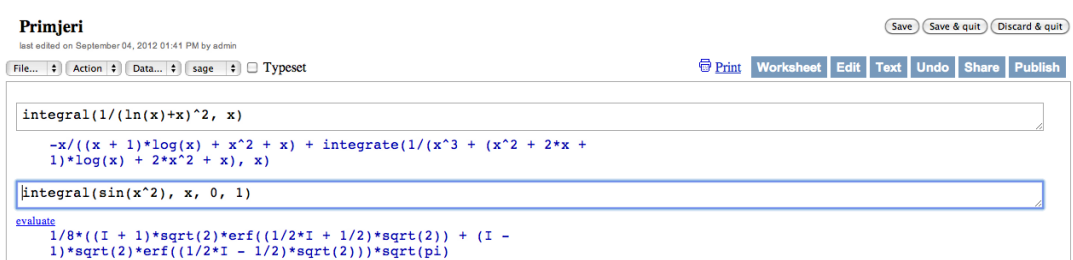 Primjeri
Save Save & quit Discard & quit
last edited on September 04, 2012 01:41 PM by admin
File... Action Data... sage Typeset Print Worksheet Edit Text Undo Share Publish
integral(1/(ln(x)+x)^2, x)
-x/((x + 1)*log(x) + x^2 + x) + integrate(1/(x^3 + (x^2 + 2*x +
1)*log(x) + 2*x^2 + x), x)
integral(sin(x^2), x, 0, 1)
evaluate
1/8*((I + 1)*sqrt(2)*erf((1/2*I + 1/2)*sqrt(2)) + (I -
1)*sqrt(2)*erf((1/2*I - 1/2)*sqrt(2)))*sqrt(pi)